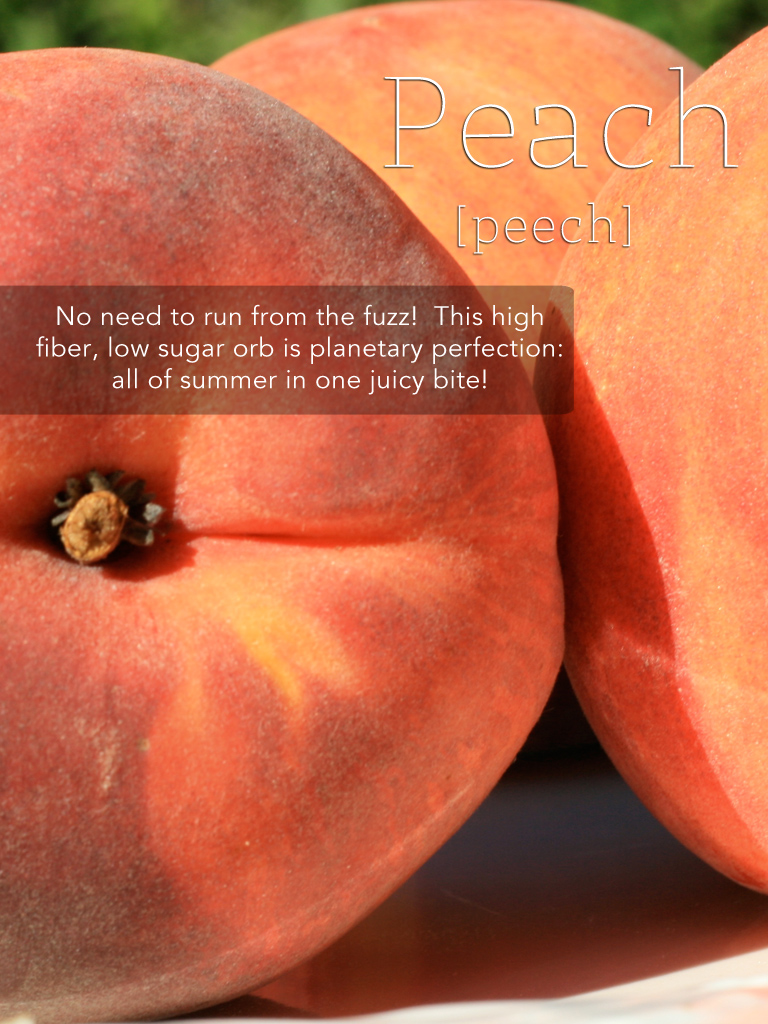 Peach
[peech]
No need to run from the fuzz!  This high
fiber, low sugar orb is planetary perfection:
all of summer in one juicy bite!